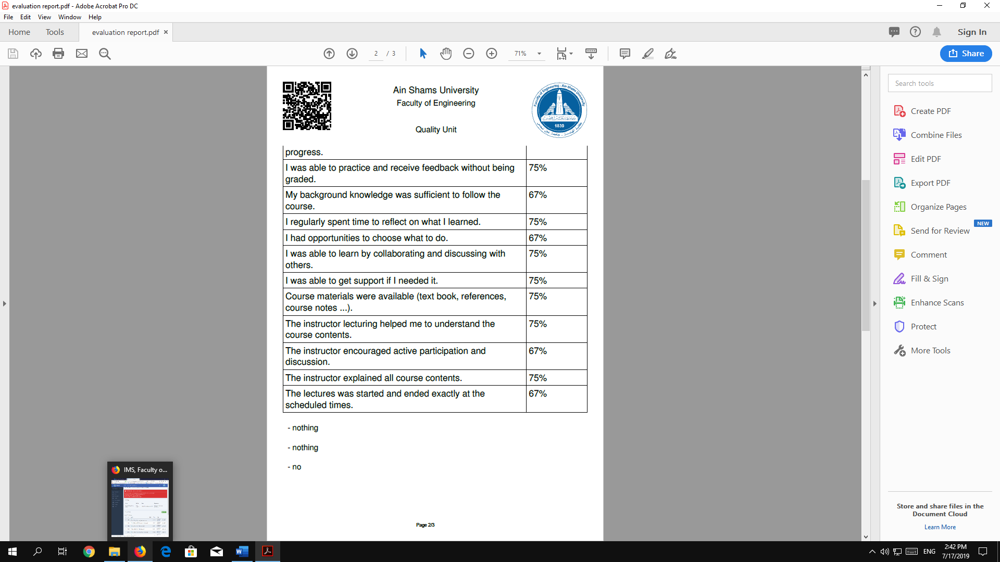 evaluation report.pdf - Adobe Acrobat Pro DC
File Edit View Window Help
Home Tools evaluation report.pdf × Sign In
2 / 3 71% Share
Ain Shams University
Faculty of Engineering
Quality Unit
Faculty of Engineering - Ain Shams University
1839
progress.
I was able to practice and receive feedback without being 75%
graded.
My background knowledge was sufficient to follow the 67%
course.
I regularly spent time to reflect on what I learned. 75%
I had opportunities to choose what to do. 67%
I was able to learn by collaborating and discussing with 75%
others.
I was able to get support if I needed it. 75%
Course materials were available (text book, references, 75%
course notes ...).
The instructor lecturing helped me to understand the 75%
course contents.
The instructor encouraged active participation and 67%
discussion.
The instructor explained all course contents. 75%
The lectures was started and ended exactly at the 67%
scheduled times.
- nothing
- nothing
- no
Page 2/3
Search tools
Create PDF
Combine Files
Edit PDF
Export PDF
Organize Pages
NEW
Send for Review
Comment
Fill & Sign
Enhance Scans
Protect
More Tools
Store and share files in the
Document Cloud
Learn More
IMS, Faculty o...
ENG
2:42 PM
7/17/2019